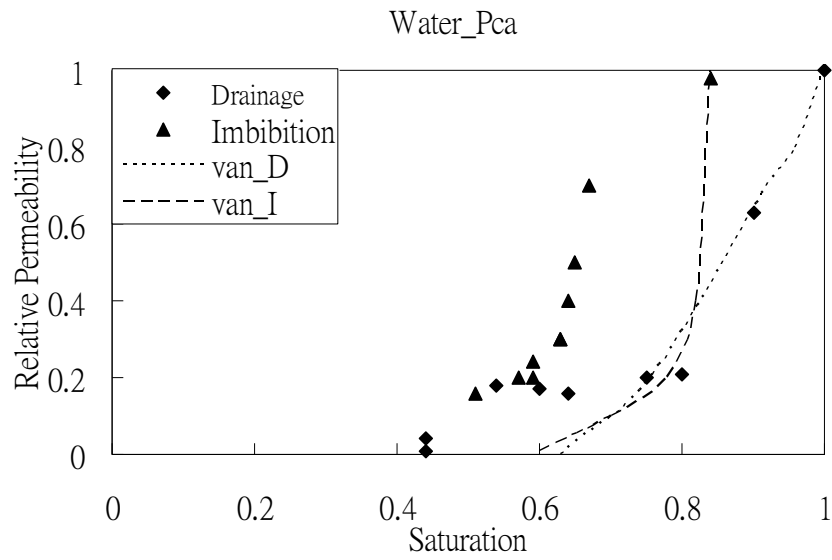 Water_Pca
Drainage
Imbibition
van_D
van_I
Relative Permeability
1
0.8
0.6
0.4
0.2
0
0
0.2
0.4
0.6
0.8
1
Saturation